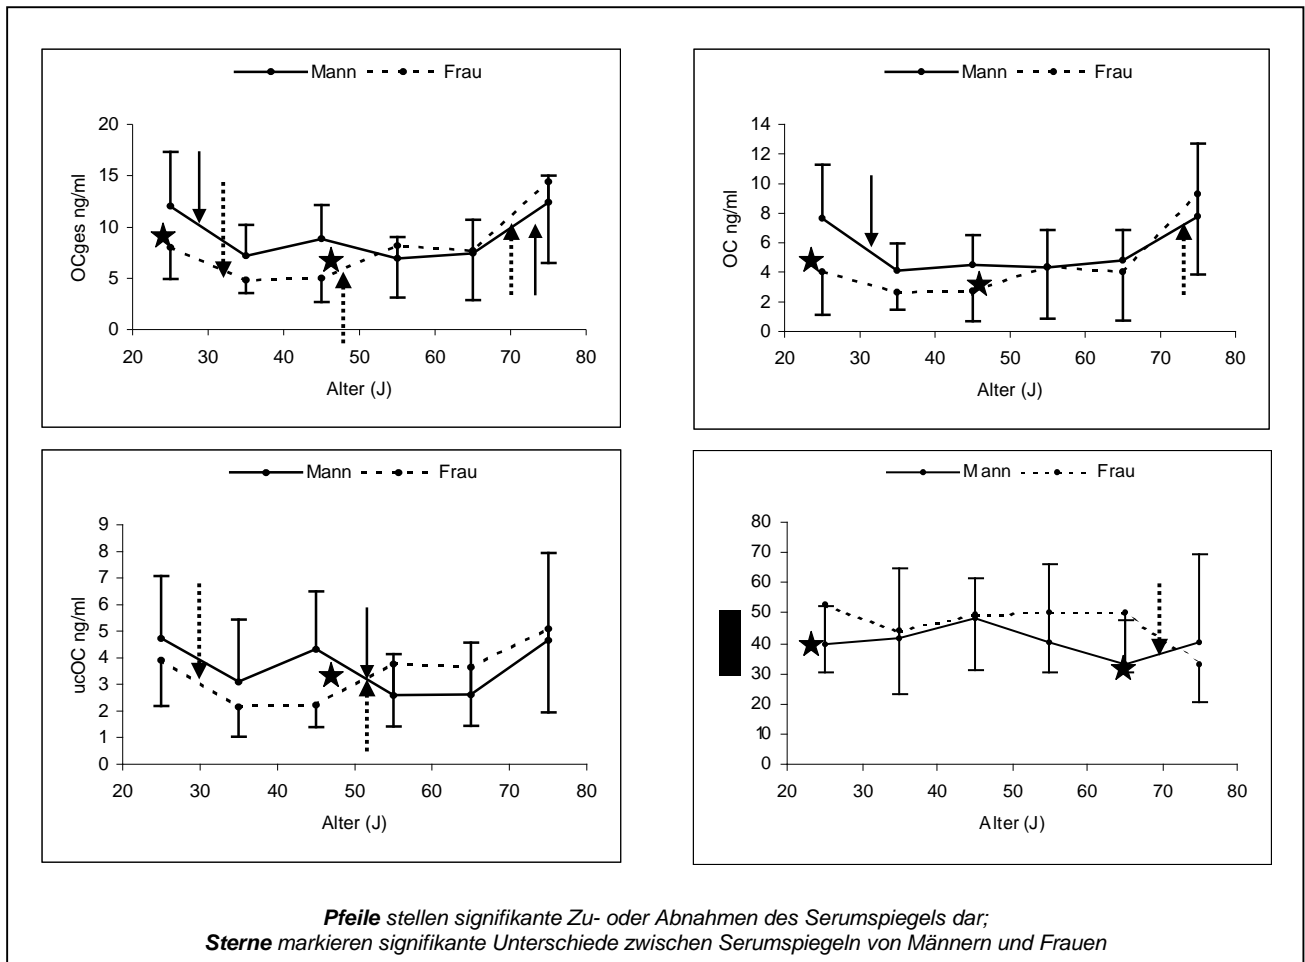 Mann Frau
OCges ng/ml
20
15
10
5
0
20 30 40 50 60 70 80
Alter (J)
Mann Frau
OC ng/ml
14
12
10
8
6
4
2
0
20 30 40 50 60 70 80
Alter (J)
Mann Frau
ucOC ng/ml
9
8
7
6
5
4
3
2
1
0
20 30 40 50 60 70 80
Alter (J)
Mann Frau
80
70
60
50
40
30
20
10
0
20 30 40 50 60 70 80
Alter (J)
Pfeile stellen signifikante Zu- oder Abnahmen des Serumspiegels dar;
Sterne markieren signifikante Unterschiede zwischen Serumspiegeln von Männern und Frauen